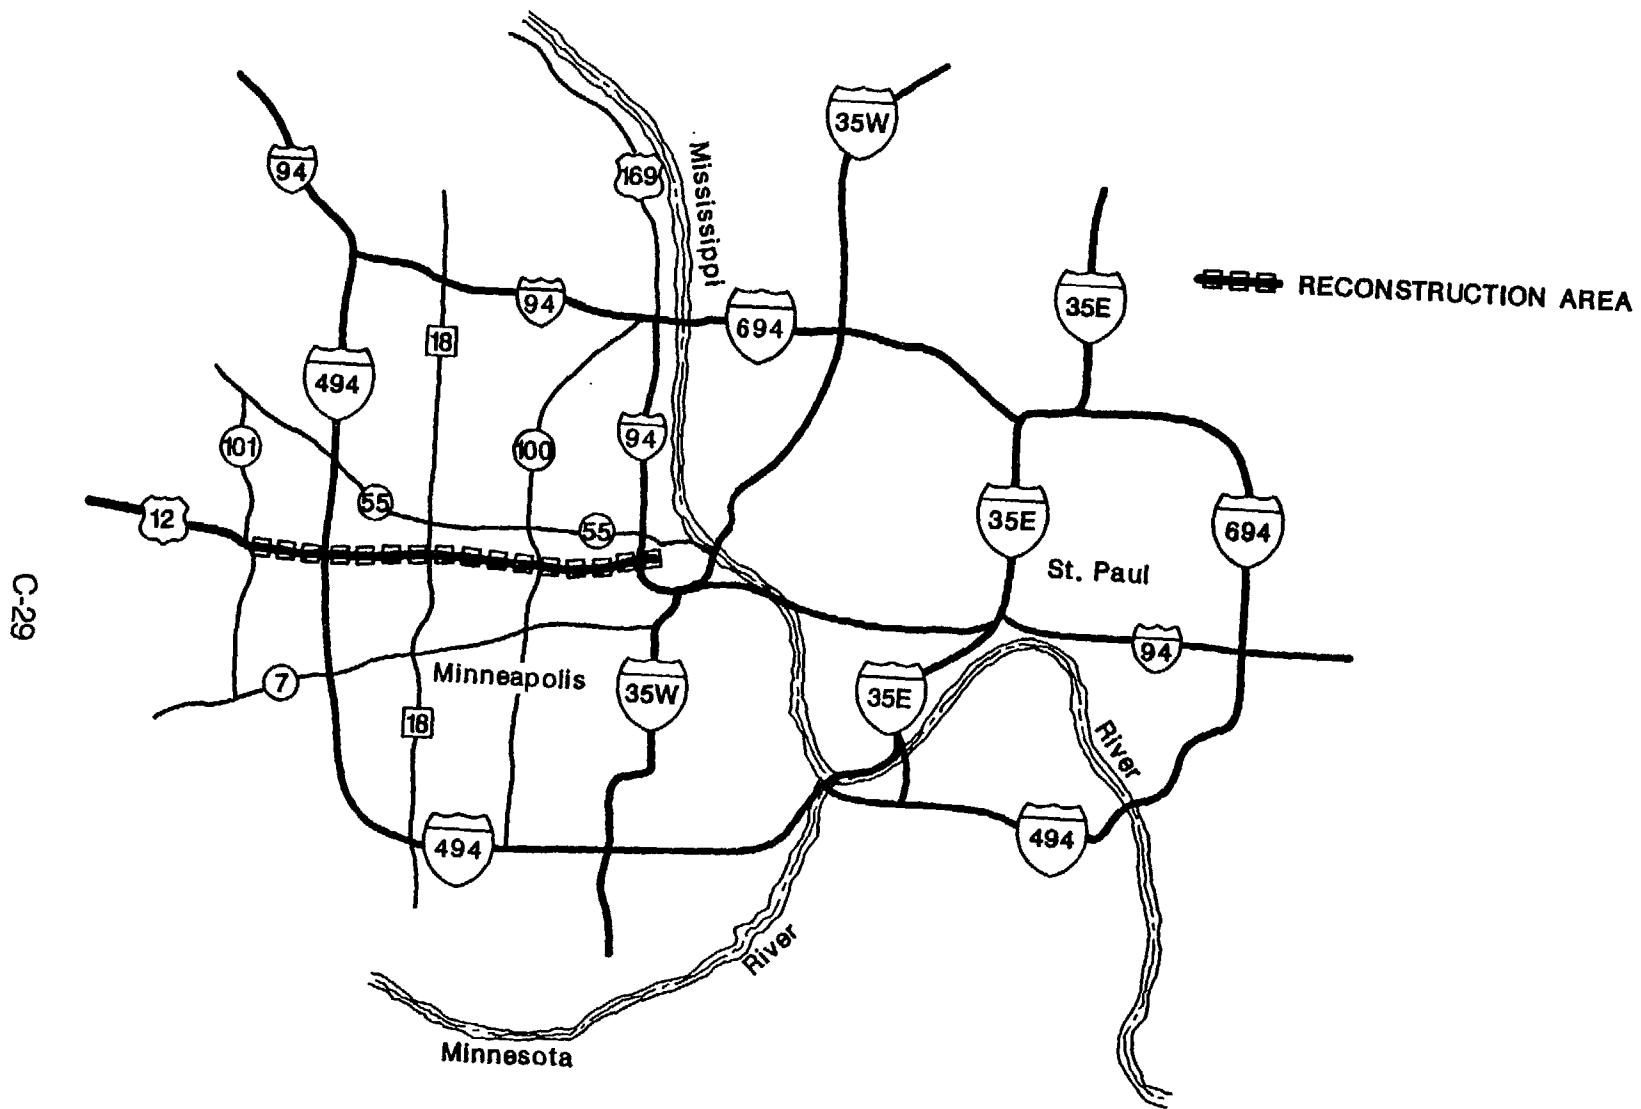 35W
94
169
Mississippi
35E
RECONSTRUCTION AREA
94
694
18
494
94
101
100
55
12
55
35E
694
St. Paul
C-29
94
7
Minneapolis
35W
35E
18
River
494
494
River
Minnesota